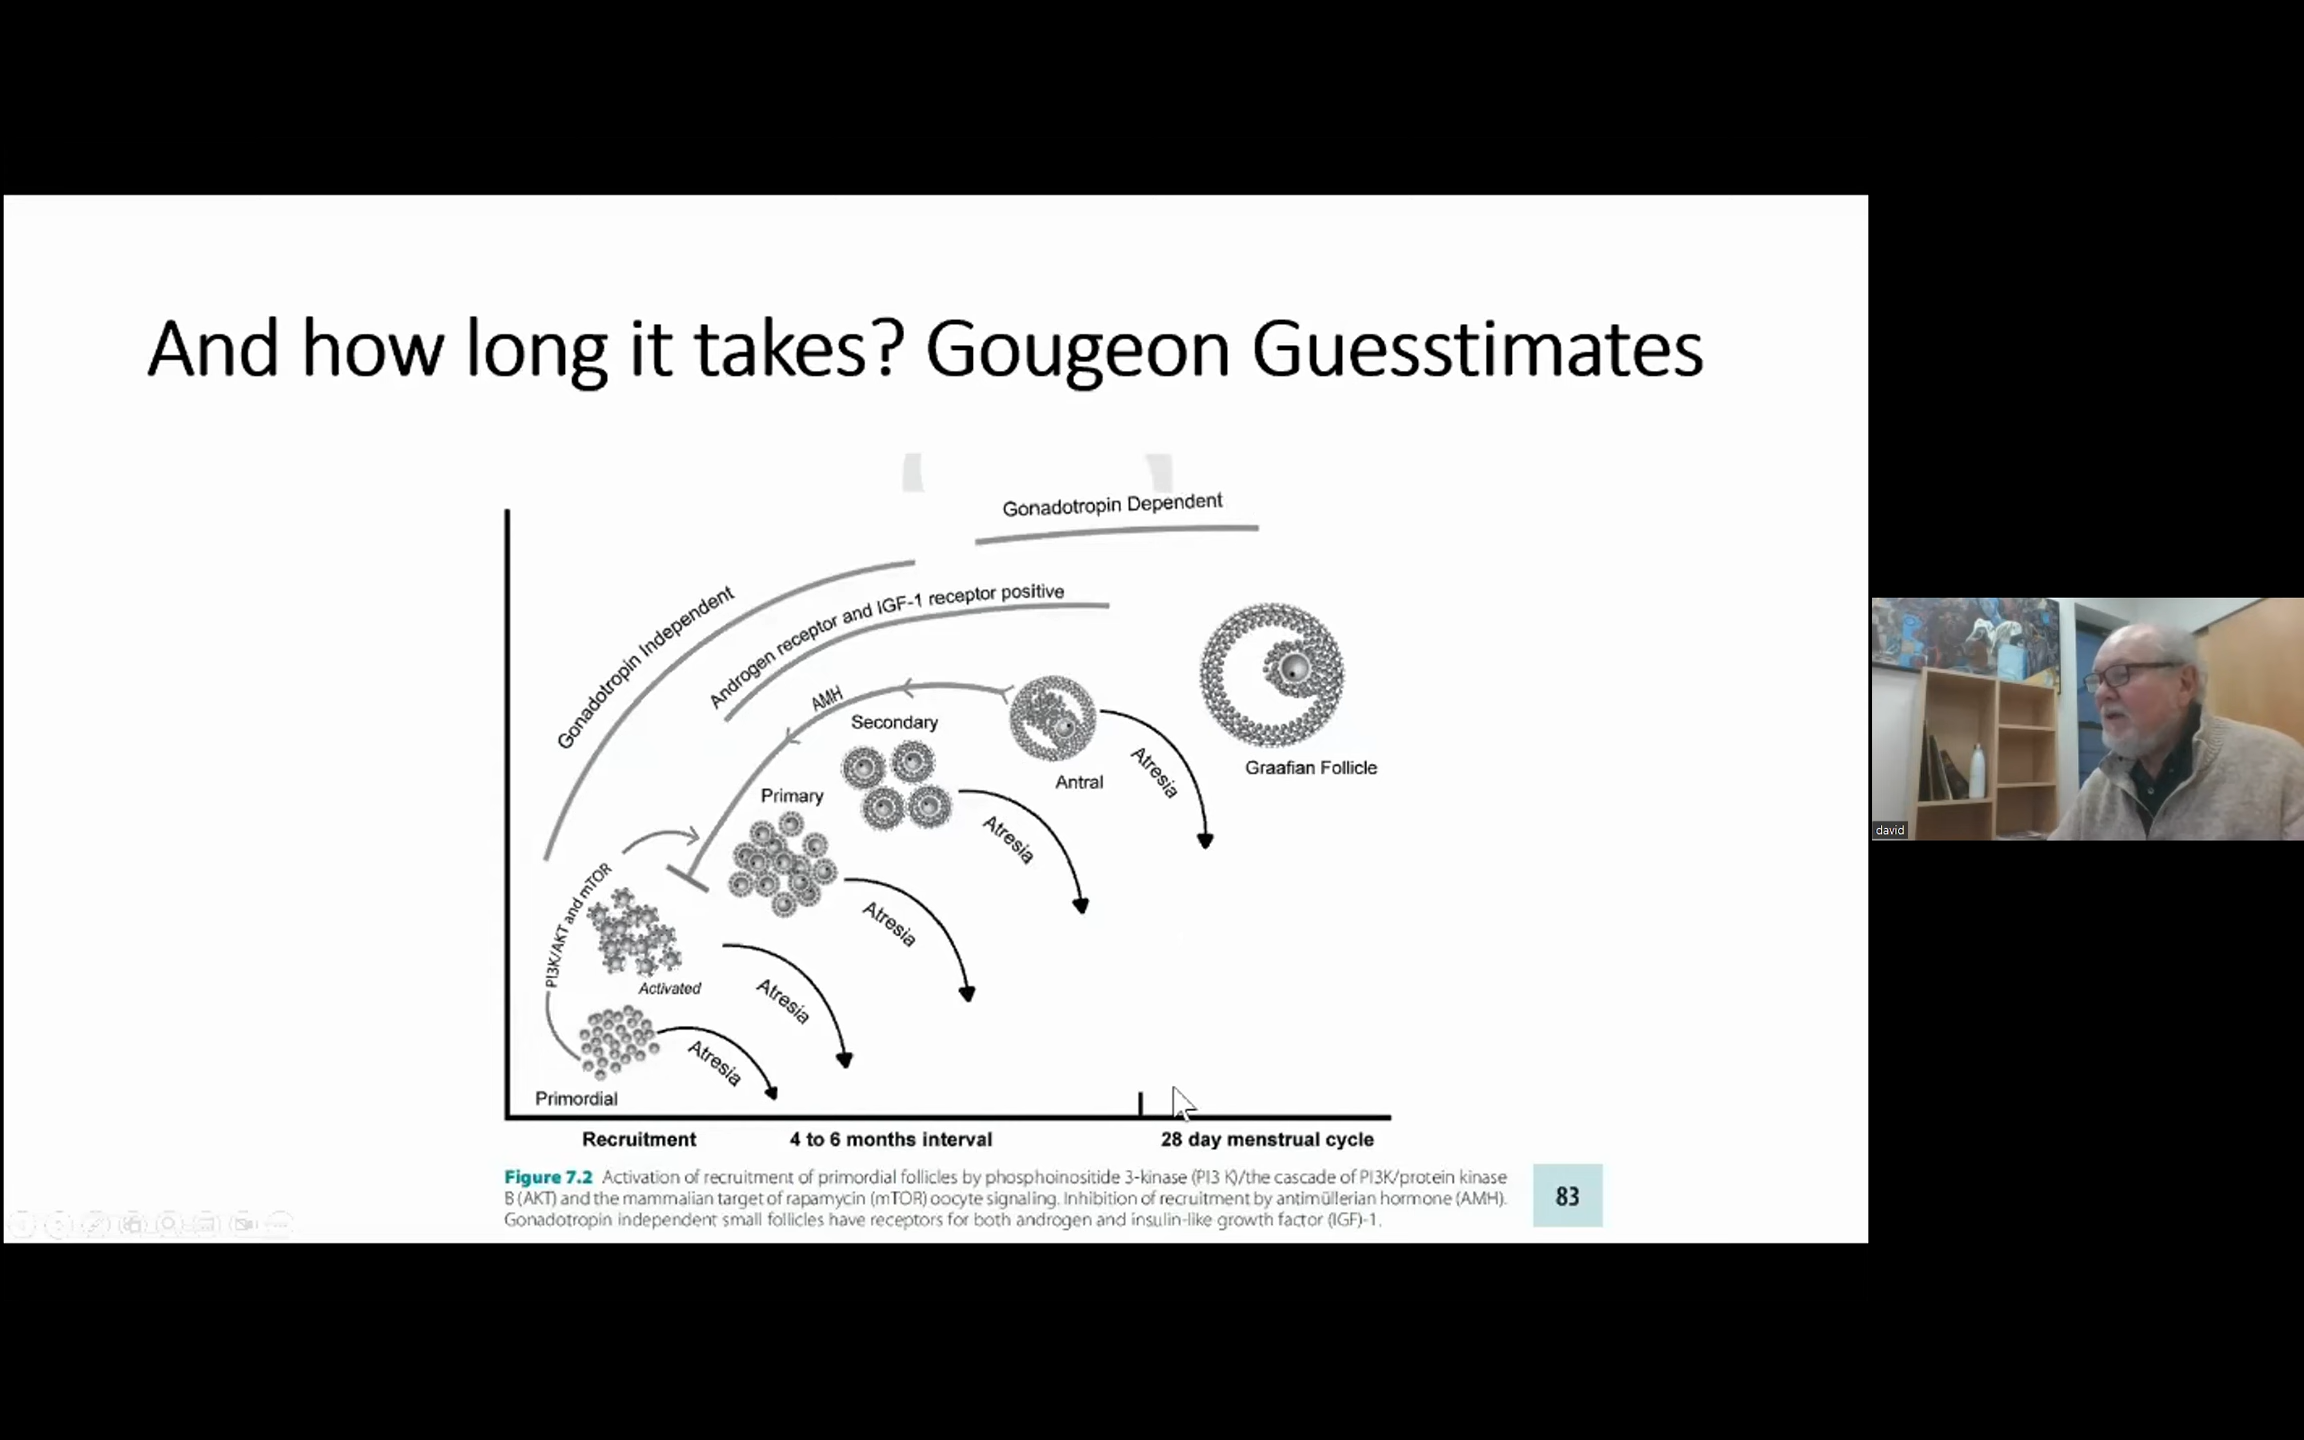 And how long it takes? Gougeon Guesstimates
Gonadotropin Dependent
Gonadotropin Independent
Androgen receptor and IGF-1 receptor positive
AMH
Secondary
Primary
Antral
Graafian Follicle
Atresia
Atresia
Atresia
Atresia
Atresia
PI3K/AKT and mTOR
Activated
Primordial
Recruitment
4 to 6 months interval
28 day menstrual cycle
Figure 7.2 Activation of recruitment of primordial follicles by phosphoinositide 3-kinase (PI3 K)/the cascade of PI3K/protein kinase
B (AKT) and the mammalian target of rapamycin (mTOR) oocyte signaling. Inhibition of recruitment by antimüllerian hormone (AMH).
Gonadotropin independent small follicles have receptors for both androgen and insulin-like growth factor (IGF)-1.
83
david